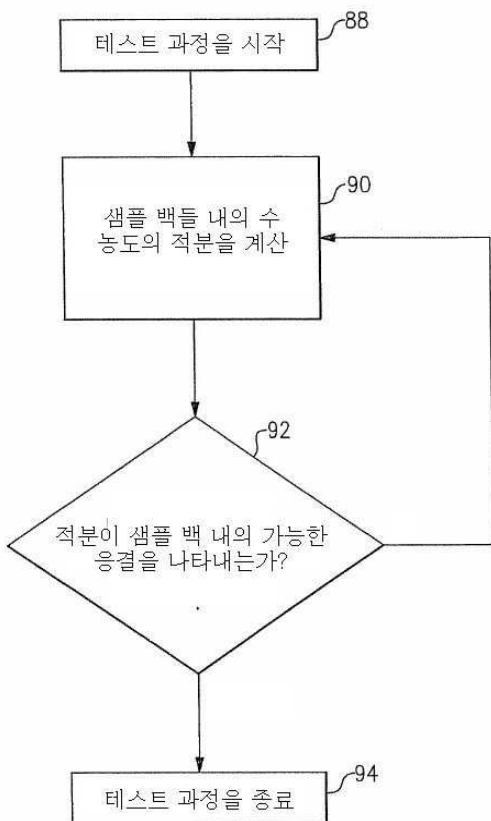 테스트 과정을 시작
88
샘플 백들 내의 수
농도의 적분을 계산
90
92
적분이 샘플 백 내의 가능한
응결을 나타내는가?
테스트 과정을 종료
94